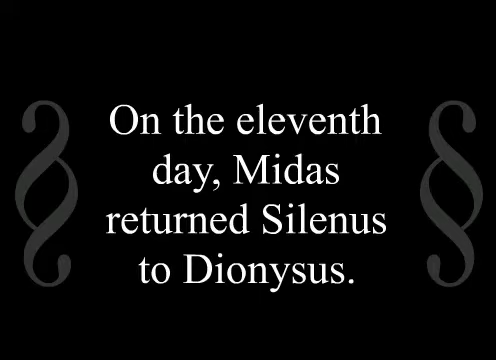 On the eleventh
day, Midas
returned Silenus
to Dionysus.